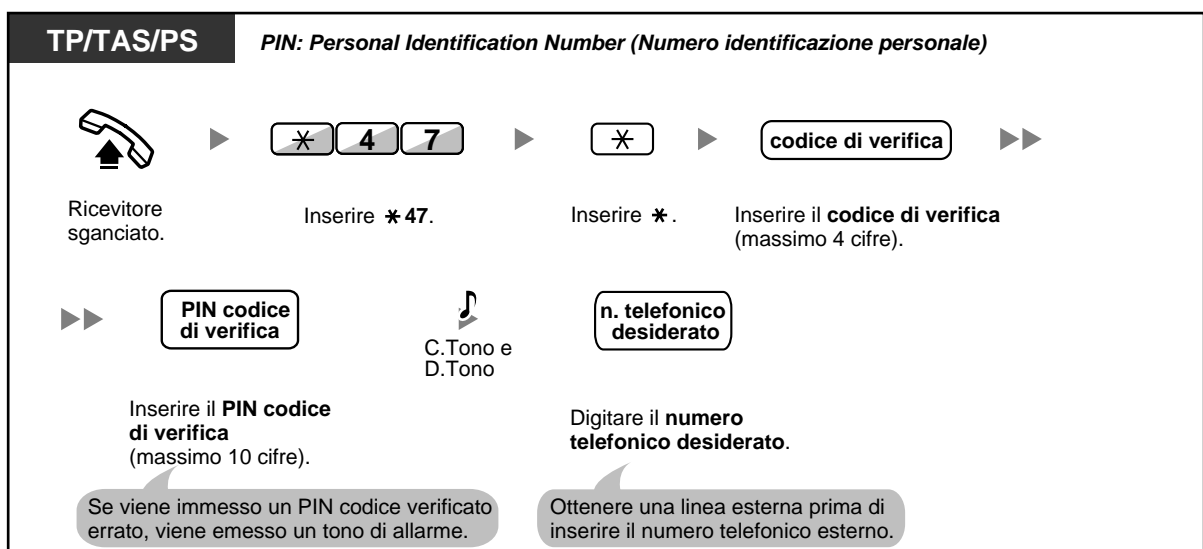 TP/TAS/PS
PIN: Personal Identification Number (Numero identificazione personale)
* 4 7
*
codice di verifica
Ricevitore
sganciato.
Inserire * 47.
Inserire * .
Inserire il codice di verifica
(massimo 4 cifre).
PIN codice
di verifica
C.Tono e
D.Tono
n. telefonico
desiderato
Inserire il PIN codice
di verifica
(massimo 10 cifre).
Digitare il numero
telefonico desiderato.
Se viene immesso un PIN codice verificato
errato, viene emesso un tono di allarme.
Ottenere una linea esterna prima di
inserire il numero telefonico esterno.